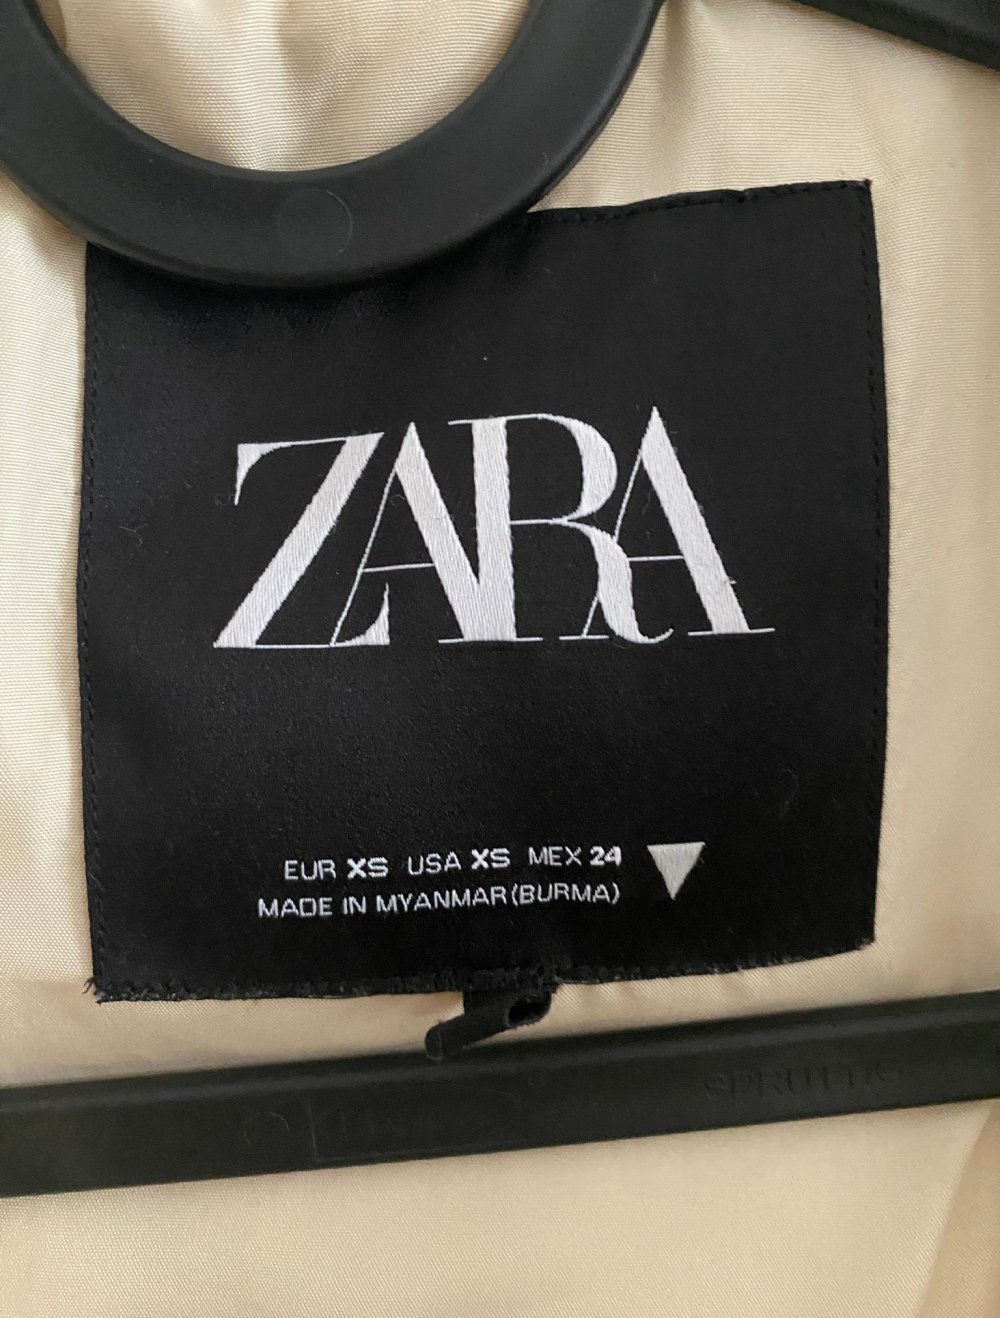 ZARA
EUR XS USA XS MEX 24
MADE IN MYANMAR (BURMA)